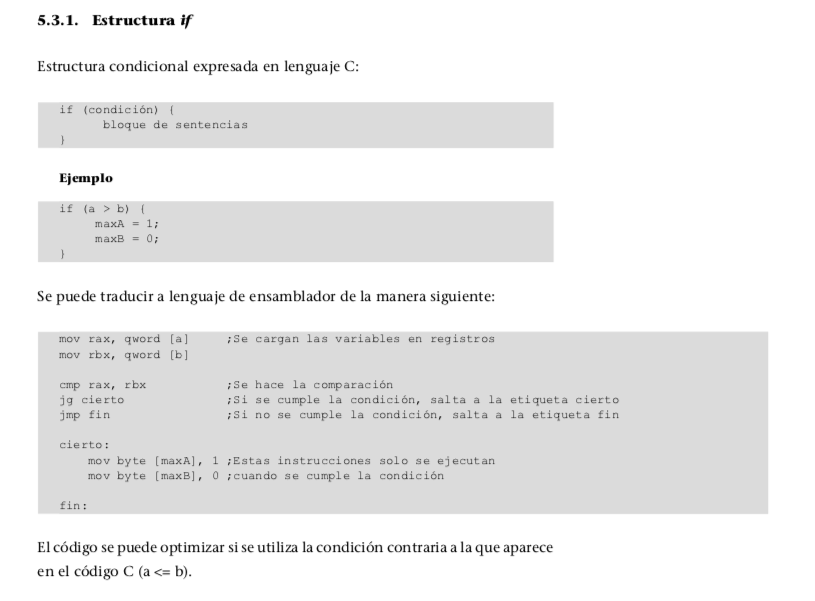 5.3.1. Estructura if
Estructura condicional expresada en lenguaje C:
if (condición) {
bloque de sentencias
}
Ejemplo
if (a > b) {
maxA = 1;
maxB = 0;
}
Se puede traducir a lenguaje de ensamblador de la manera siguiente:
mov rax, qword [a] ;Se cargan las variables en registros
mov rbx, qword [b]
cmp rax, rbx ;Se hace la comparación
jg cierto ;Si se cumple la condición, salta a la etiqueta cierto
jmp fin ;Si no se cumple la condición, salta a la etiqueta fin
cierto:
mov byte [maxA], 1 ;Estas instrucciones solo se ejecutan
mov byte [maxB], 0 ;cuando se cumple la condición
fin:
El código se puede optimizar si se utiliza la condición contraria a la que aparece
en el código C (a <= b).